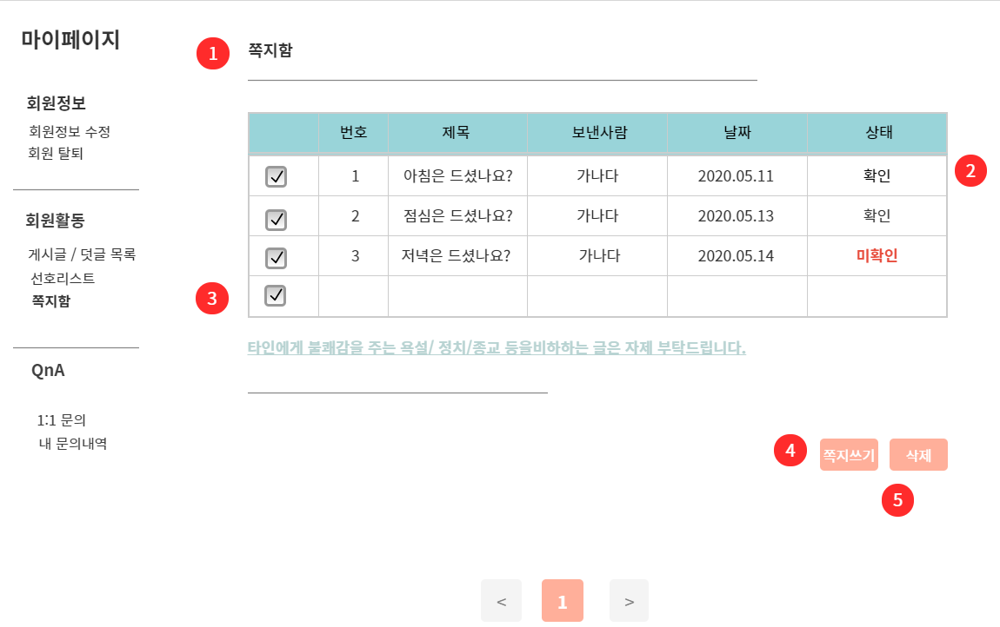 마이페이지
회원정보
회원정보 수정
회원 탈퇴
회원활동
게시글 / 덧글 목록
선호리스트
쪽지함
QnA
1:1 문의
내 문의내역
1 쪽지함
번호 제목 보낸사람 날짜 상태
1 아침은 드셨나요? 가나다 2020.05.11 확인
2
2 점심은 드셨나요? 가나다 2020.05.13 확인
3 저녁은 드셨나요? 가나다 2020.05.14 미확인
3
타인에게 불쾌감을 주는 욕설/ 정치/종교 등을비하하는 글은 자제 부탁드립니다.
4 쪽지쓰기 삭제
5
< 1 >